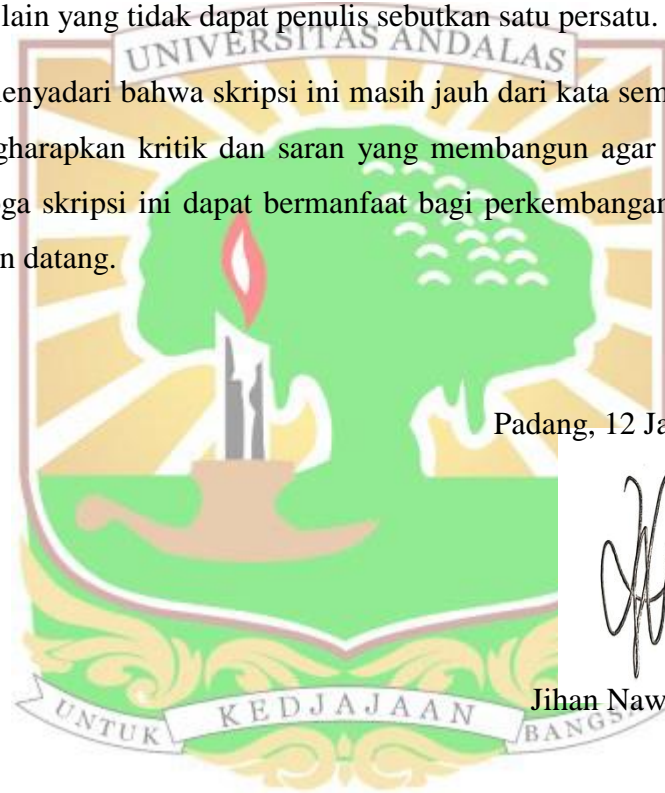 lain yang tidak dapat penulis sebutkan satu persatu.
UNIVERSITAS ANDALAS
enyadari bahwa skripsi ini masih jauh dari kata sem
gharapkan kritik dan saran yang membangun agar
ga skripsi ini dapat bermanfaat bagi perkembangan
n datang.
Padang, 12 Ja
Jihan Naw
UNTUK KEDJAJAAN BANGSA